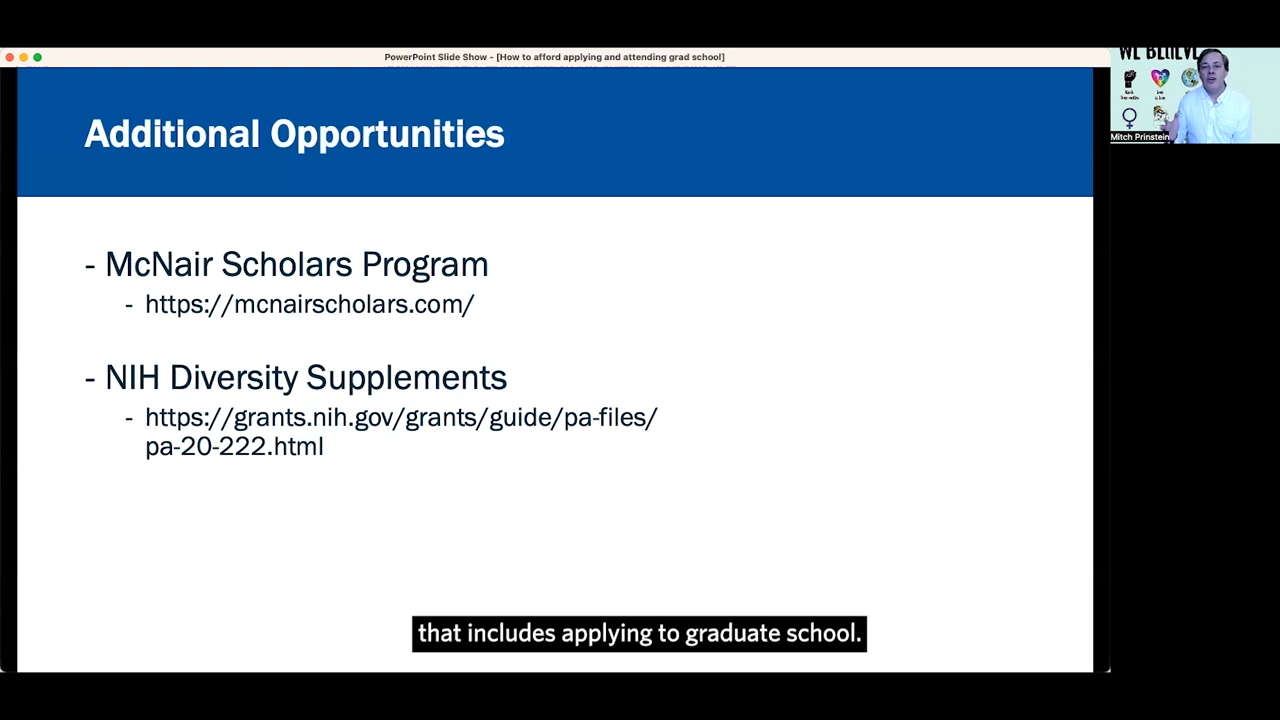 PowerPoint Slide Show - [How to afford applying and attending grad school]
WE BELIEVE
Mitch Prinstein
Additional Opportunities
- McNair Scholars Program
- https://mcnairscholars.com/
- NIH Diversity Supplements
- https://grants.nih.gov/grants/guide/pa-files/
pa-20-222.html
that includes applying to graduate school.